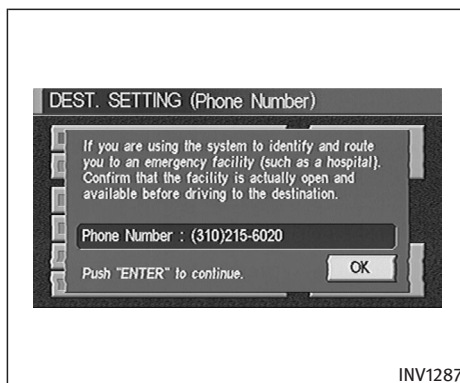 DEST. SETTING (Phone Number)
If you are using the system to identify and route
you to an emergency facility (such as a hospital).
Confirm that the facility is actually open and
available before driving to the destination.
Phone Number : (310)215-6020
Push "ENTER" to continue.
OK
INV1287